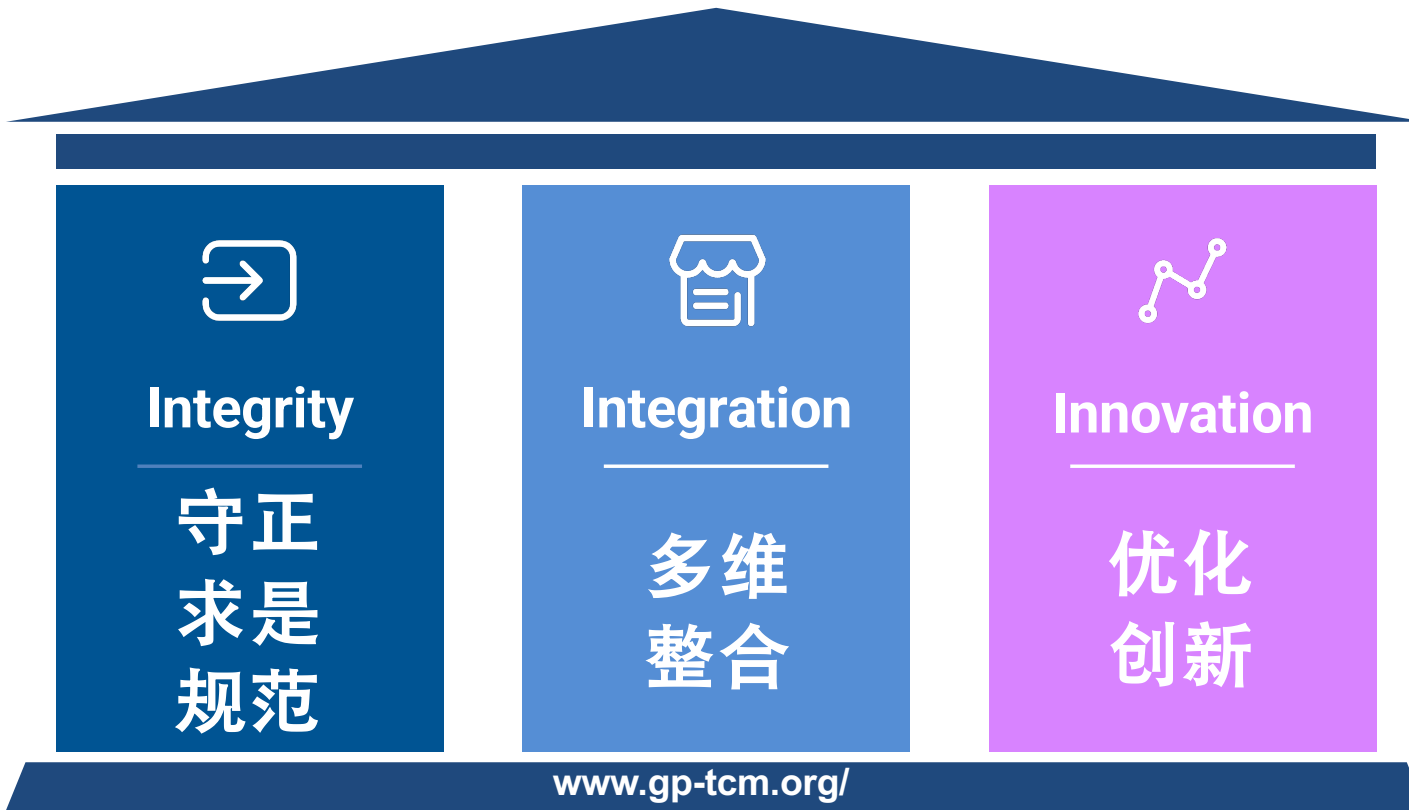 Integrity
守正
求是
规范
Integration
多维
整合
Innovation
优化
创新
www.gp-tcm.org/